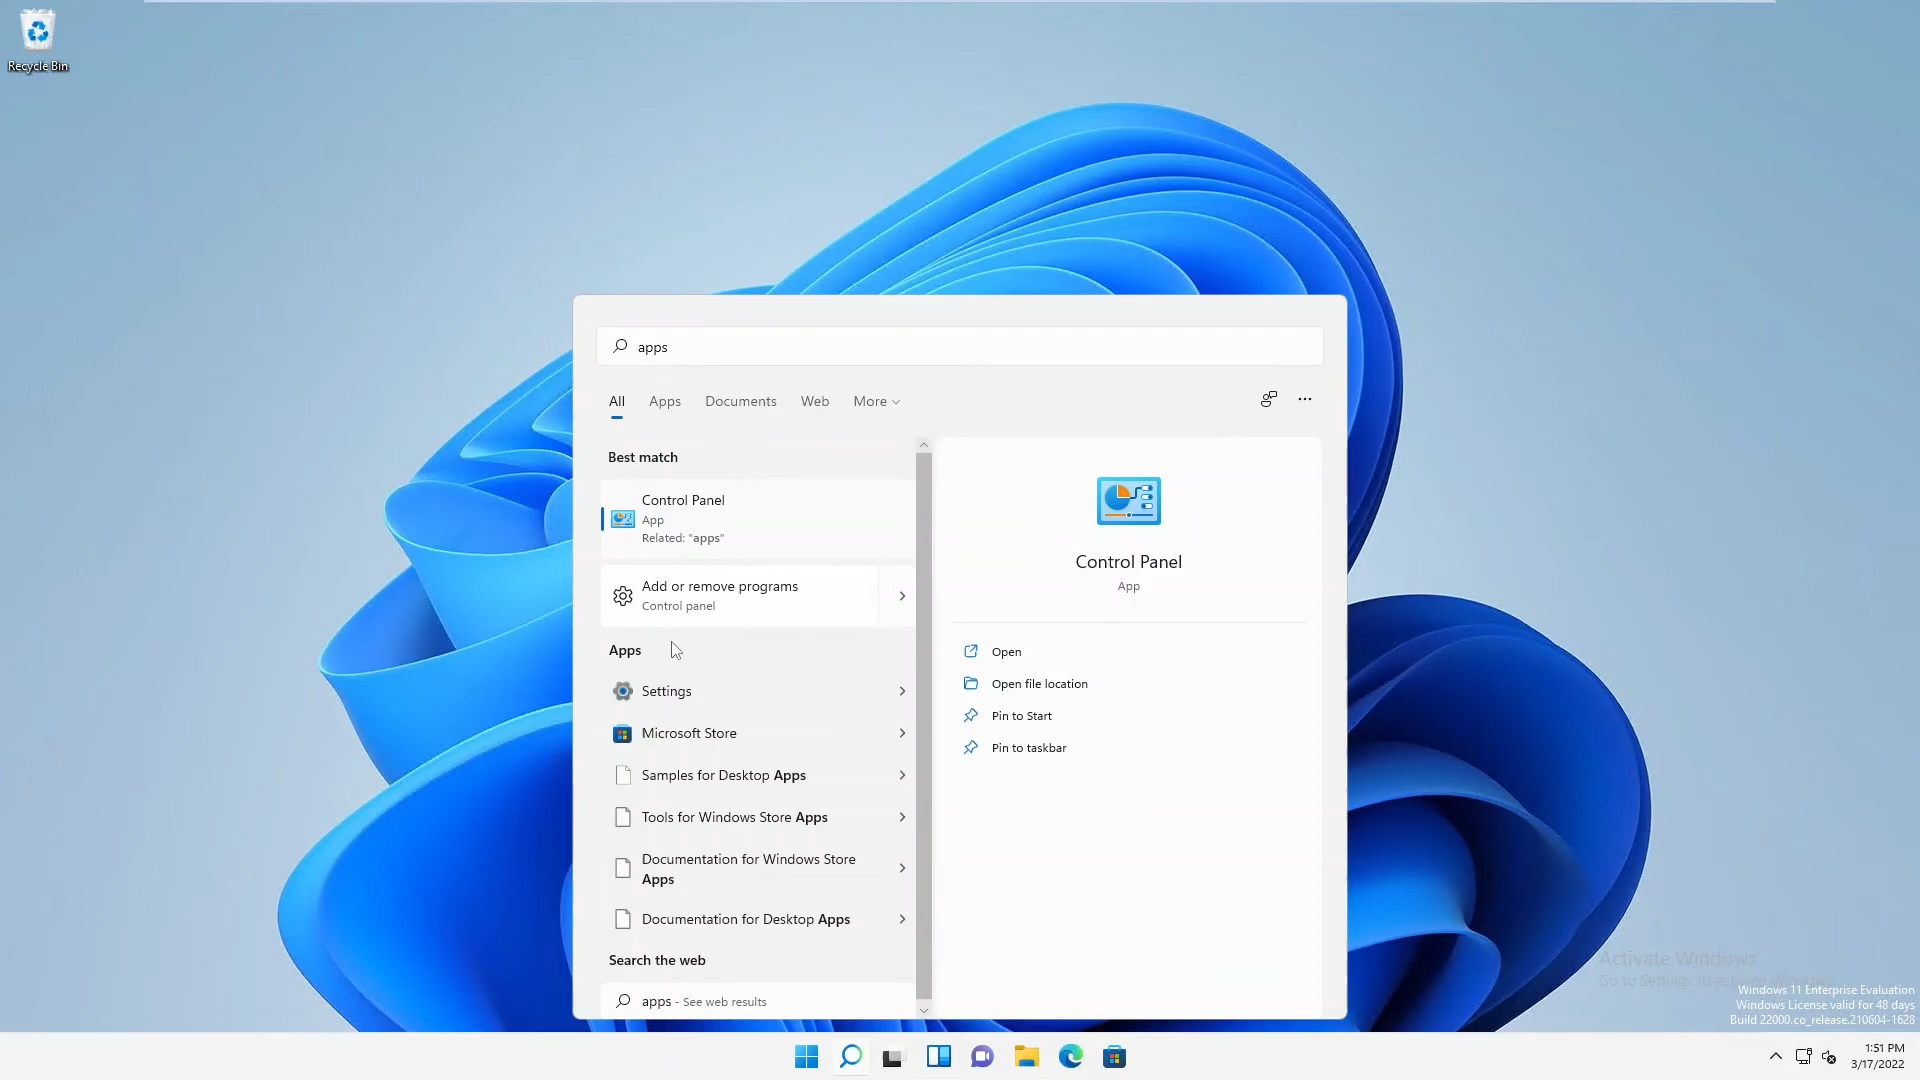 Recycle Bin
apps
All Apps Documents Web More
Best match
Control Panel
App
Related: "apps"
Add or remove programs
Control panel
Apps
Settings
Microsoft Store
Samples for Desktop Apps
Tools for Windows Store Apps
Documentation for Windows Store
Apps
Documentation for Desktop Apps
Search the web
apps - See web results
Control Panel
App
Open
Open file location
Pin to Start
Pin to taskbar
Activate Windows
Go to Settings to activate
Windows 11 Enterprise Evaluation
Windows License valid for 48 days
Build 22000.co_release.210604-1628
1:51 PM
3/17/2022